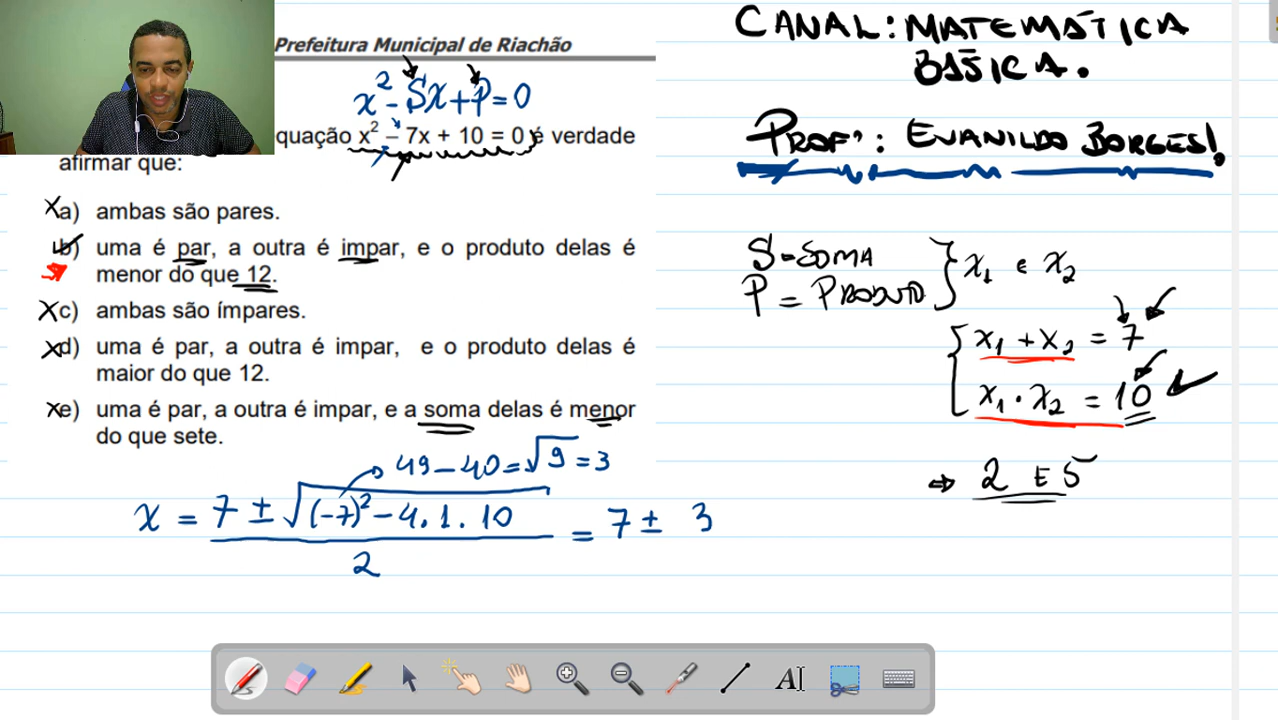 Prefeitura Municipal de Riachão
x² - Sx + P = 0
quação x² – 7x + 10 = 0 é verdade
afirmar que:
x a) ambas são pares.
b) uma é par, a outra é impar, e o produto delas é
menor do que 12.
x c) ambas são ímpares.
x d) uma é par, a outra é impar, e o produto delas é
maior do que 12.
x e) uma é par, a outra é impar, e a soma delas é menor
do que sete.
49 - 40 = √9 = 3
x = 7 ± √(-7)² - 4.1.10 = 7 ± 3
2
CANAL: MATEMÁTICA
BÁSICA.
PROFº: EVANILDO BORGES!
S = SOMA
P = PRODUTO } x₁ E x₂
x₁ + x₂ = 7
x₁ . x₂ = 10
⇒ 2 E 5
AI